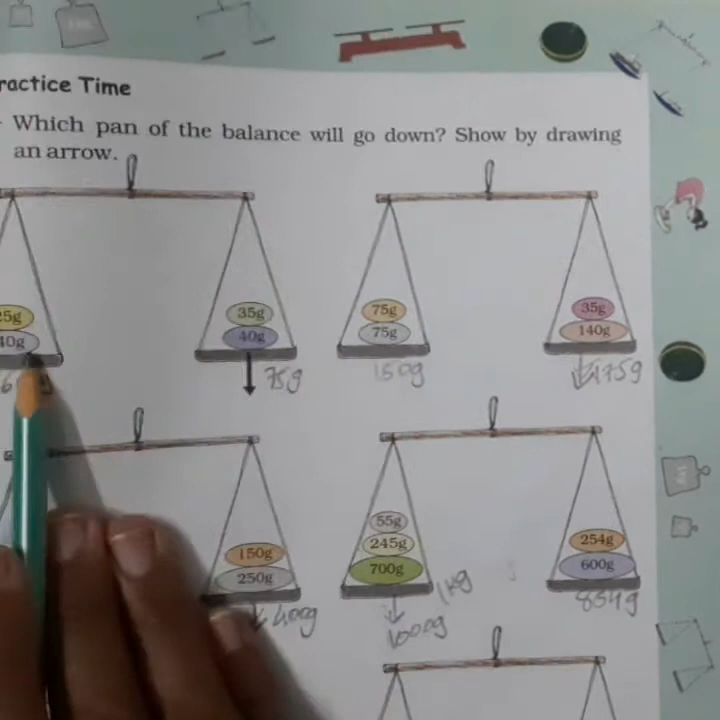 ractice Time
Which pan of the balance will go down? Show by drawing
an arrow.
25g
40g
35g
40g
75g
75g
75g
150g
35g
140g
175g
150g
250g
400g
55g
245g
700g
1000g
1kg
254g
600g
854g